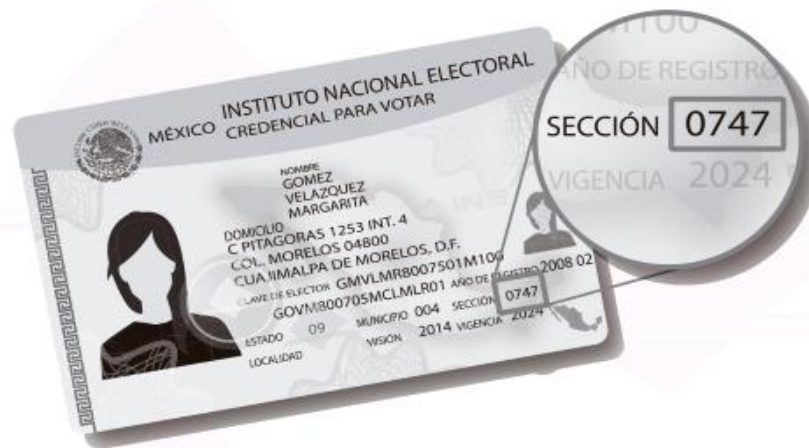 INSTITUTO NACIONAL ELECTORAL
MÉXICO CREDENCIAL PARA VOTAR
NOMBRE
GOMEZ
VELAZQUEZ
MARGARITA
DOMICILIO
C PITAGORAS 1253 INT. 4
COL. MORELOS 04800
CUAJIMALPA DE MORELOS, D.F.
CLAVE DE ELECTOR GMVLMR8007501M100
GOVM800705MCLMLR01 AÑO DE REGISTRO 2008 02
ESTADO 09 MUNICIPIO 004 SECCIÓN 0747
LOCALIDAD VISIÓN 2014 VIGENCIA 2024
AÑO DE REGISTRO
SECCIÓN 0747
VIGENCIA 2024